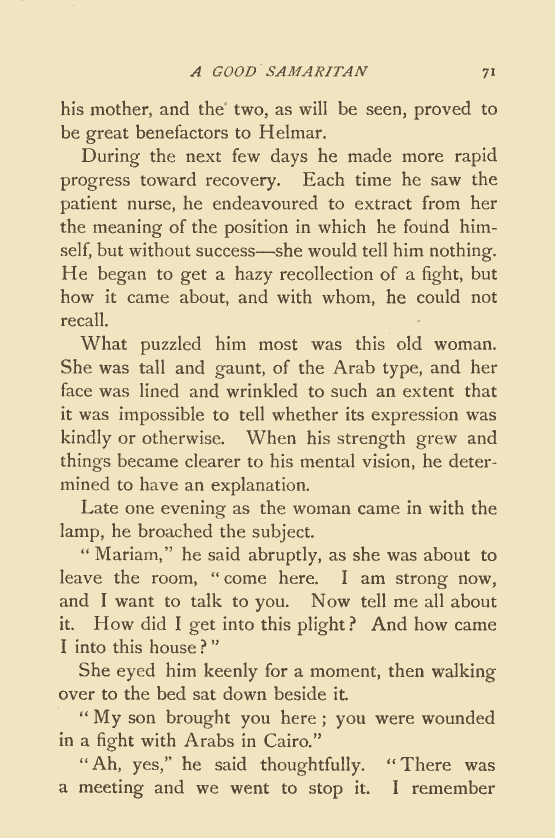 A GOOD SAMARITAN 71
his mother, and the two, as will be seen, proved to
be great benefactors to Helmar.
During the next few days he made more rapid
progress toward recovery. Each time he saw the
patient nurse, he endeavoured to extract from her
the meaning of the position in which he found him-
self, but without success—she would tell him nothing.
He began to get a hazy recollection of a fight, but
how it came about, and with whom, he could not
recall.
What puzzled him most was this old woman.
She was tall and gaunt, of the Arab type, and her
face was lined and wrinkled to such an extent that
it was impossible to tell whether its expression was
kindly or otherwise. When his strength grew and
things became clearer to his mental vision, he deter-
mined to have an explanation.
Late one evening as the woman came in with the
lamp, he broached the subject.
“Mariam,” he said abruptly, as she was about to
leave the room, “come here. I am strong now,
and I want to talk to you. Now tell me all about
it. How did I get into this plight? And how came
I into this house?”
She eyed him keenly for a moment, then walking
over to the bed sat down beside it.
“My son brought you here; you were wounded
in a fight with Arabs in Cairo.”
“Ah, yes,” he said thoughtfully. “There was
a meeting and we went to stop it. I remember